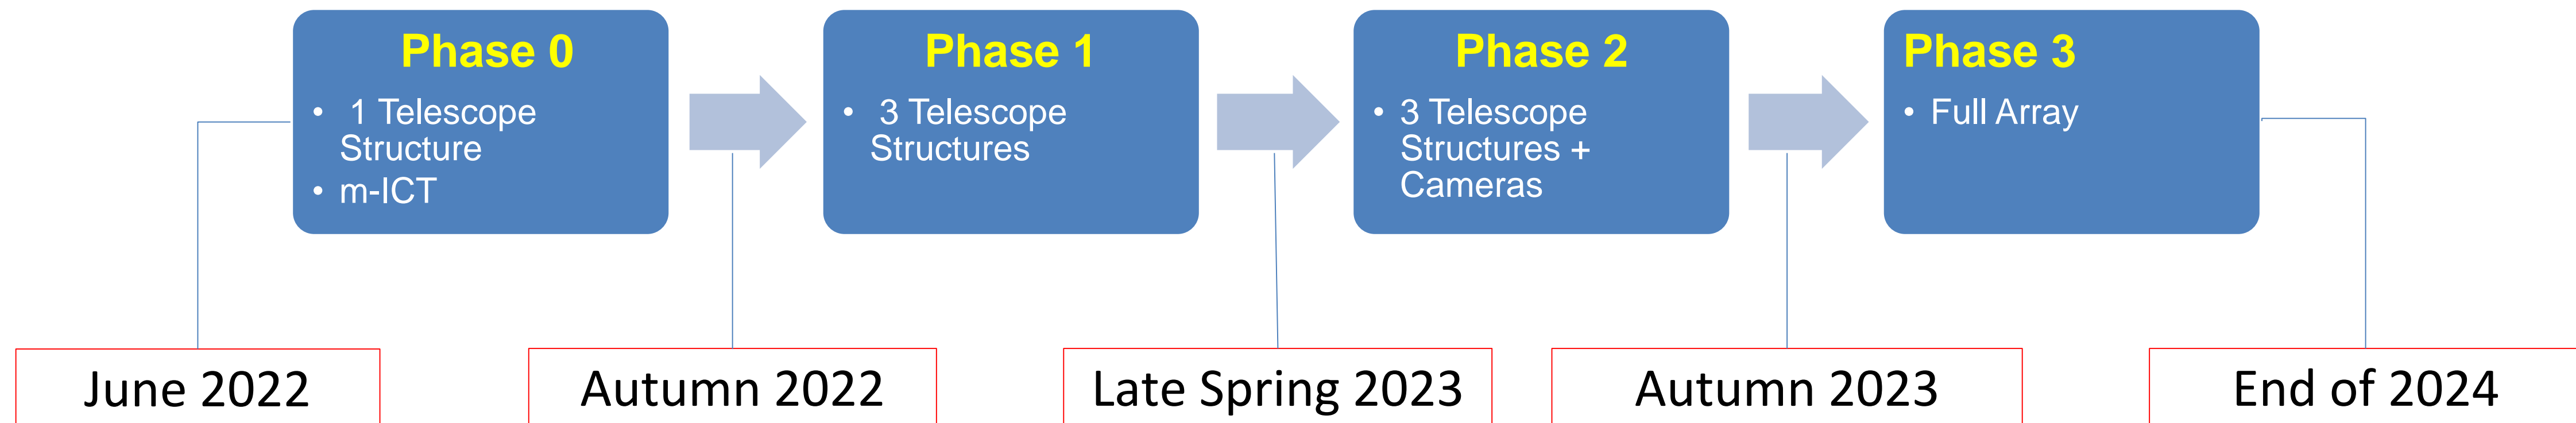 Phase 0
• 1 Telescope
Structure
• m-ICT
Phase 1
• 3 Telescope
Structures
Phase 2
• 3 Telescope
Structures +
Cameras
Phase 3
• Full Array
June 2022
Autumn 2022
Late Spring 2023
Autumn 2023
End of 2024